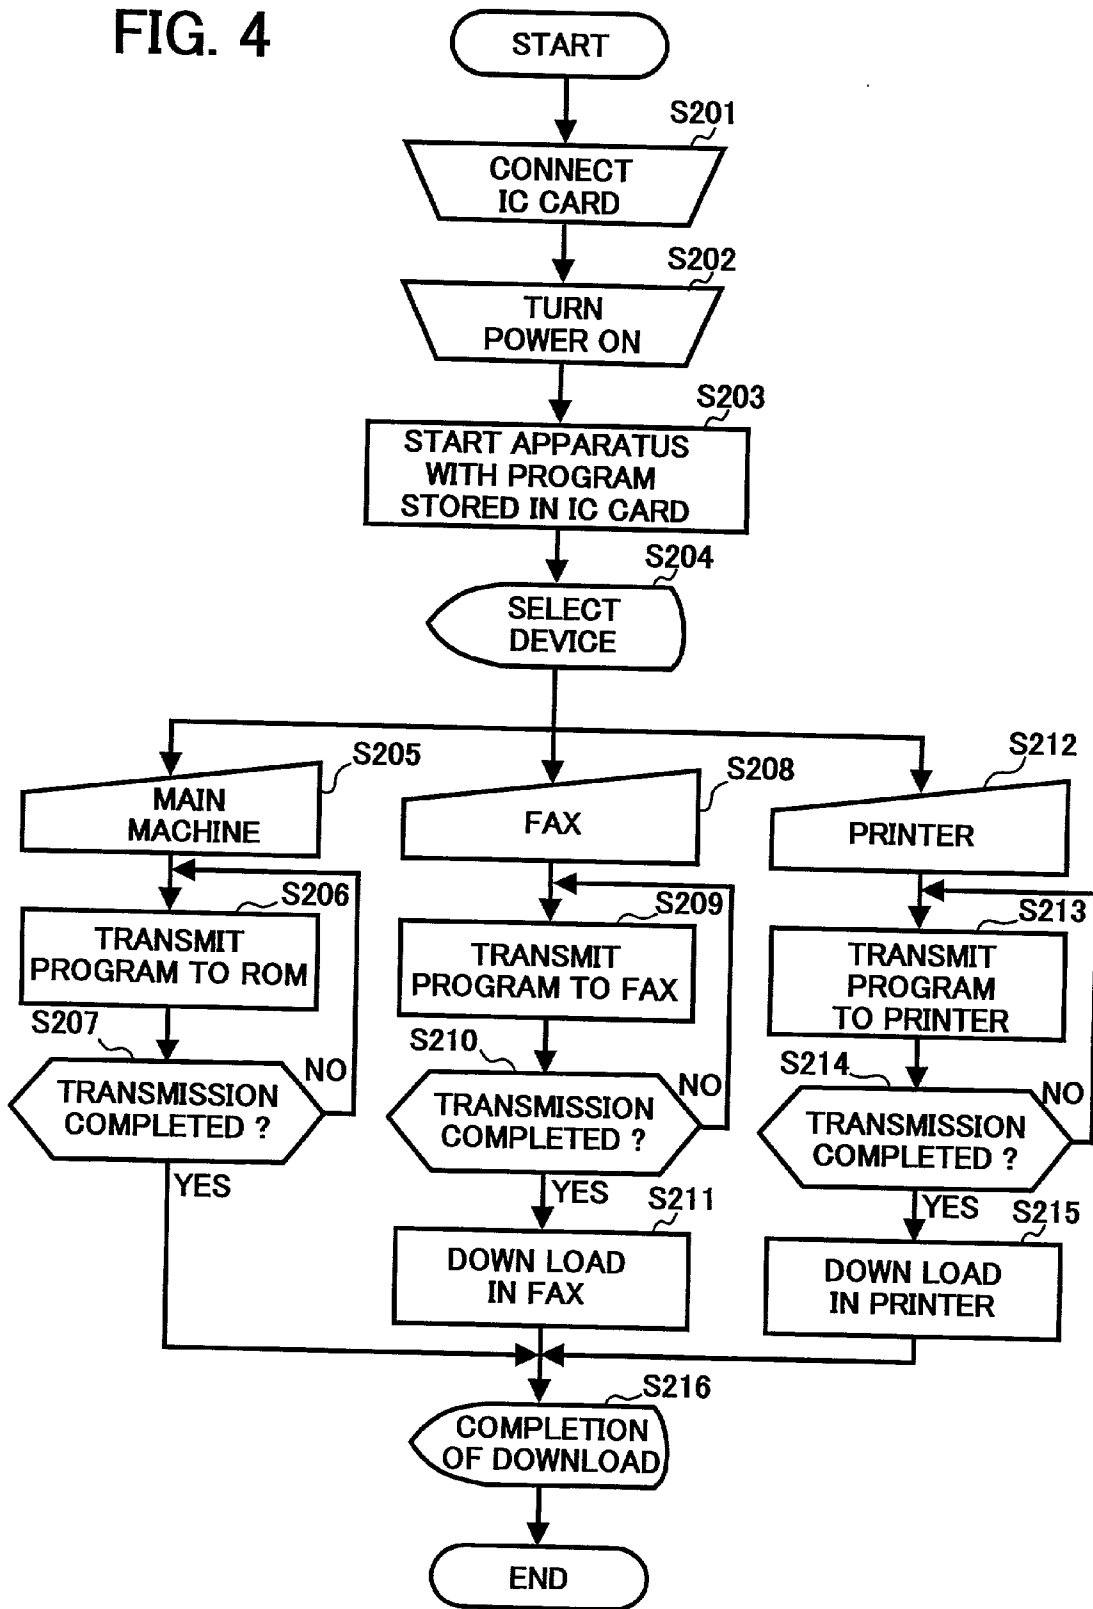 FIG. 4
START
S201
CONNECT
IC CARD
S202
TURN
POWER ON
S203
START APPARATUS
WITH PROGRAM
STORED IN IC CARD
S204
SELECT
DEVICE
S205
MAIN
MACHINE
S206
TRANSMIT
PROGRAM TO ROM
S207
TRANSMISSION
COMPLETED ?
NO
YES
S208
FAX
S209
TRANSMIT
PROGRAM TO FAX
S210
TRANSMISSION
COMPLETED ?
NO
YES
S211
DOWN LOAD
IN FAX
S212
PRINTER
S213
TRANSMIT
PROGRAM
TO PRINTER
S214
TRANSMISSION
COMPLETED ?
NO
YES
S215
DOWN LOAD
IN PRINTER
S216
COMPLETION
OF DOWNLOAD
END